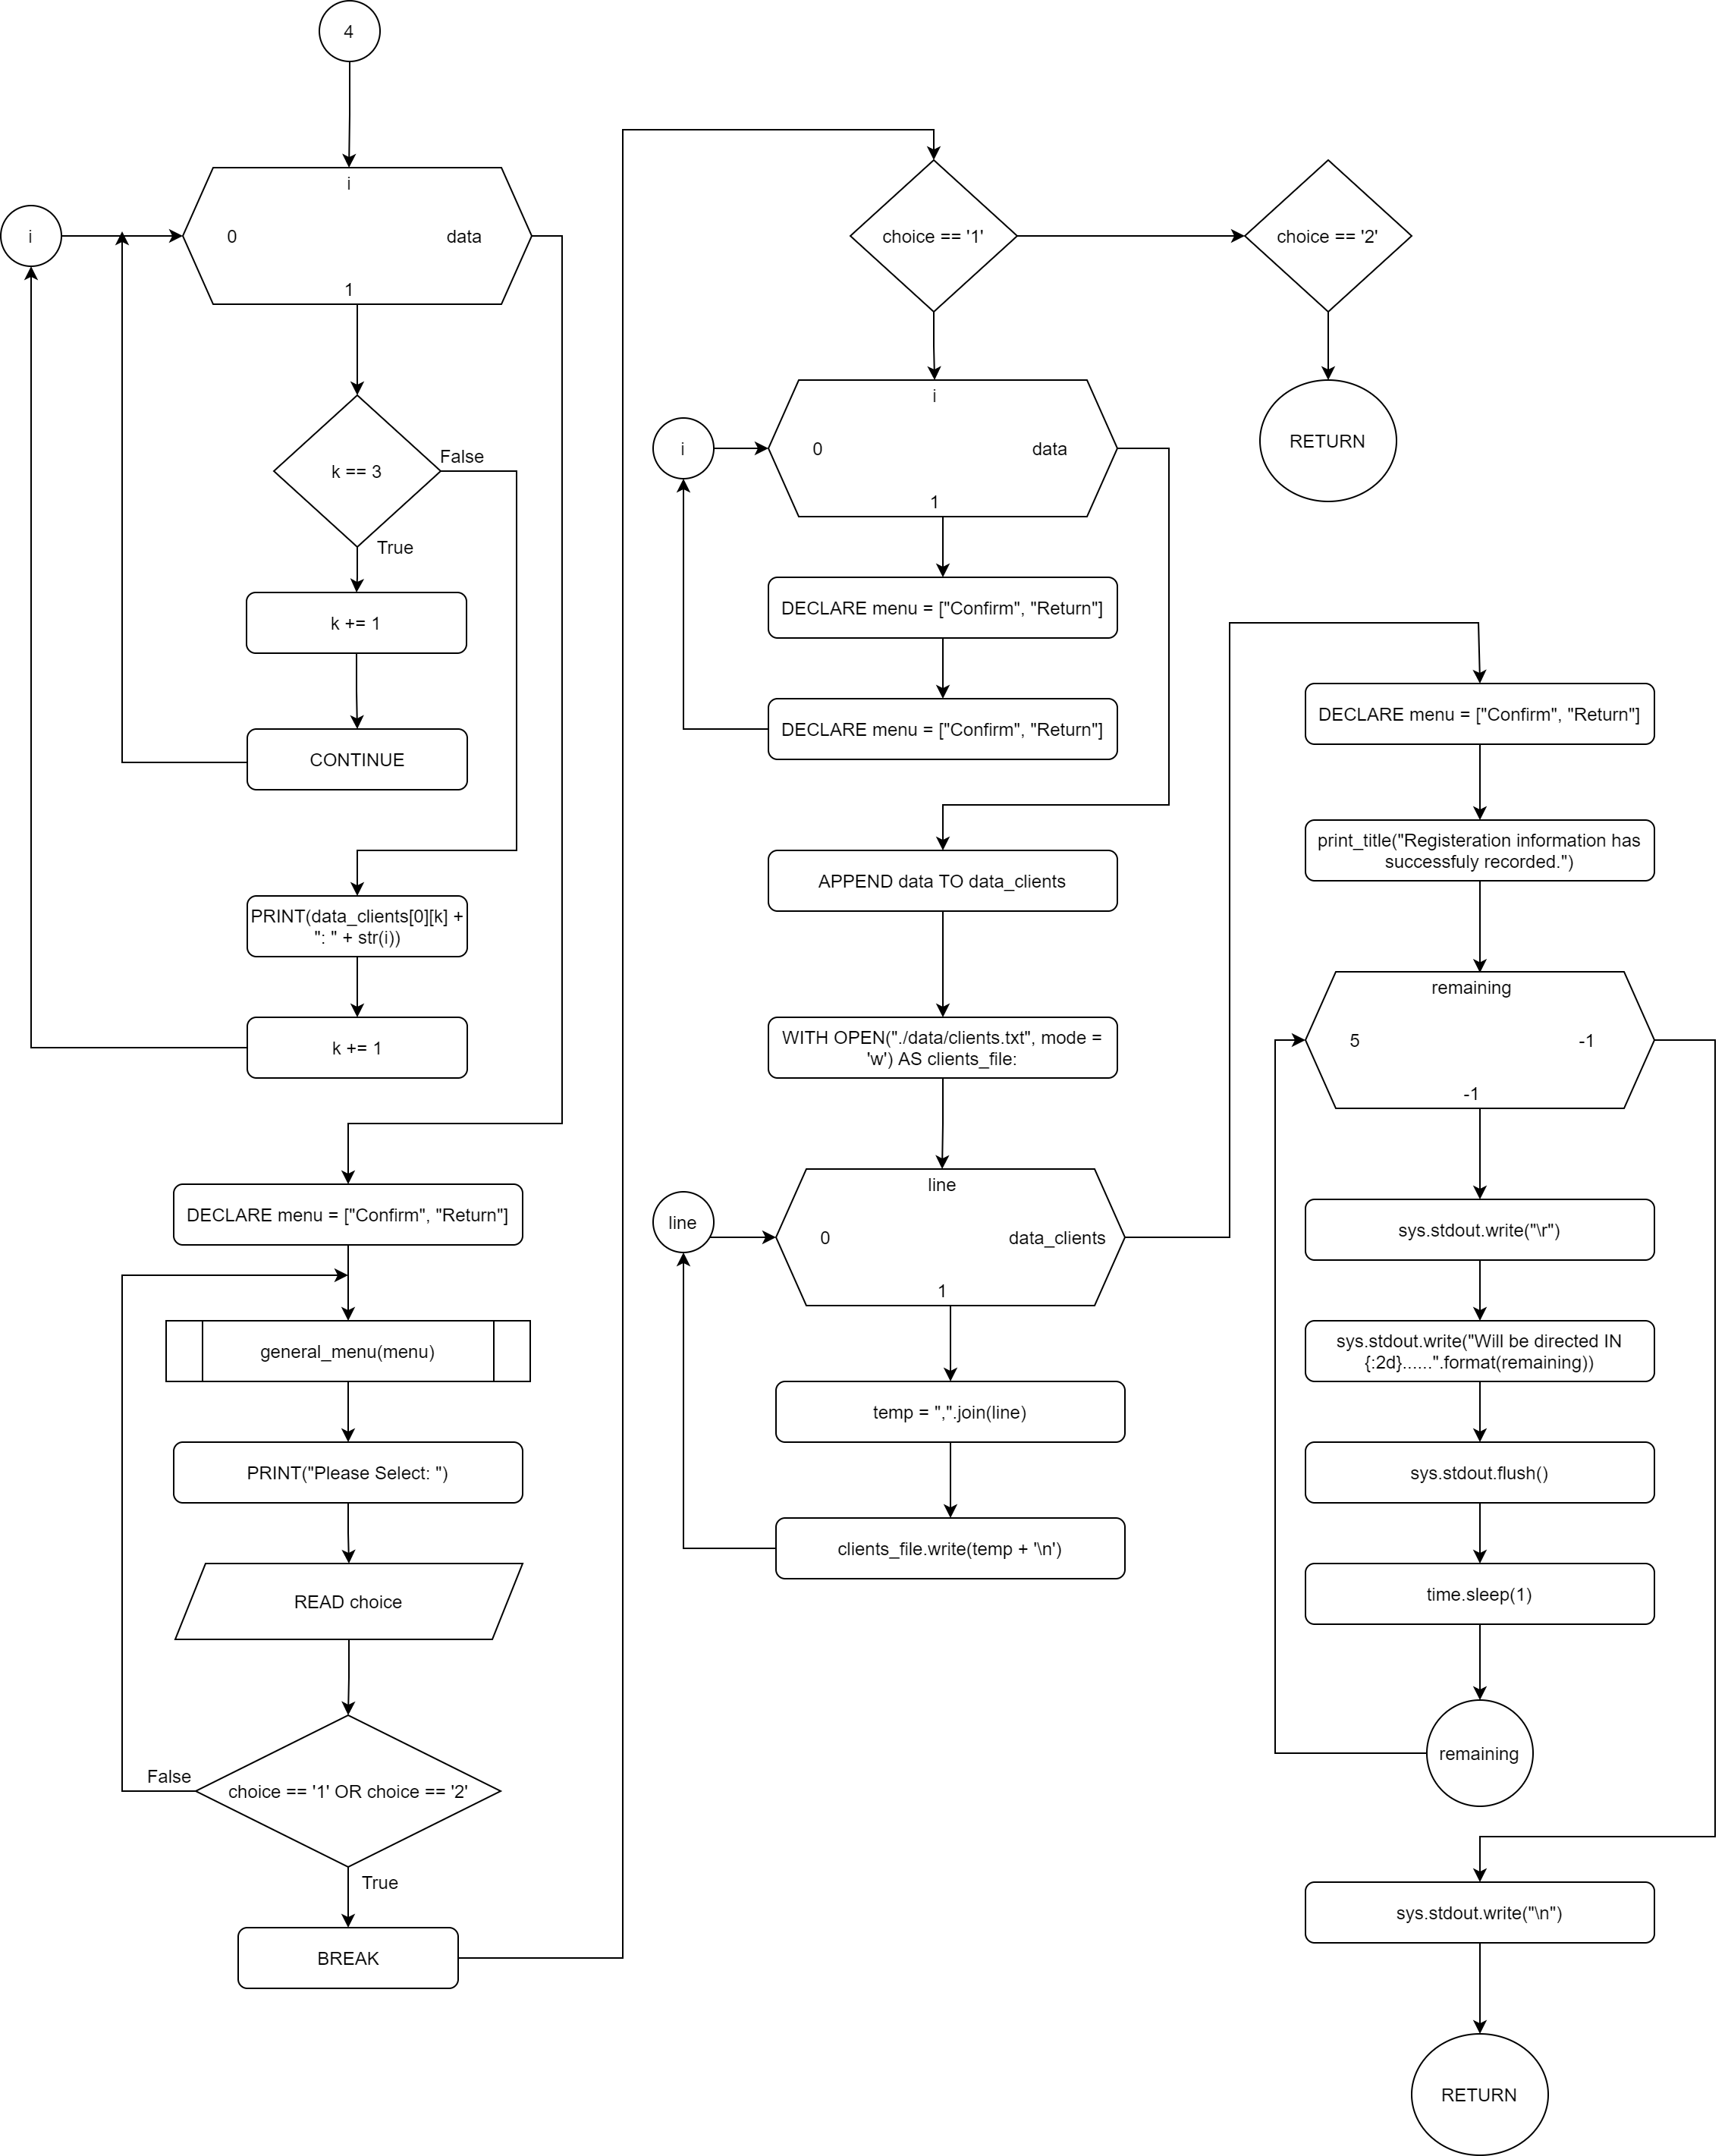 4
i
i
0
data
1
k == 3
False
True
k += 1
CONTINUE
PRINT(data_clients[0][k] +
": " + str(i))
k += 1
DECLARE menu = ["Confirm", "Return"]
general_menu(menu)
PRINT("Please Select: ")
READ choice
False
choice == '1' OR choice == '2'
True
BREAK
choice == '1'
choice == '2'
RETURN
i
i
0
data
1
DECLARE menu = ["Confirm", "Return"]
DECLARE menu = ["Confirm", "Return"]
APPEND data TO data_clients
WITH OPEN("./data/clients.txt", mode =
'w') AS clients_file:
line
line
0
data_clients
1
temp = ",".join(line)
clients_file.write(temp + '\n')
DECLARE menu = ["Confirm", "Return"]
print_title("Registeration information has
successfuly recorded.")
remaining
5
-1
-1
sys.stdout.write("\r")
sys.stdout.write("Will be directed IN
{:2d}......".format(remaining))
sys.stdout.flush()
time.sleep(1)
remaining
sys.stdout.write("\n")
RETURN